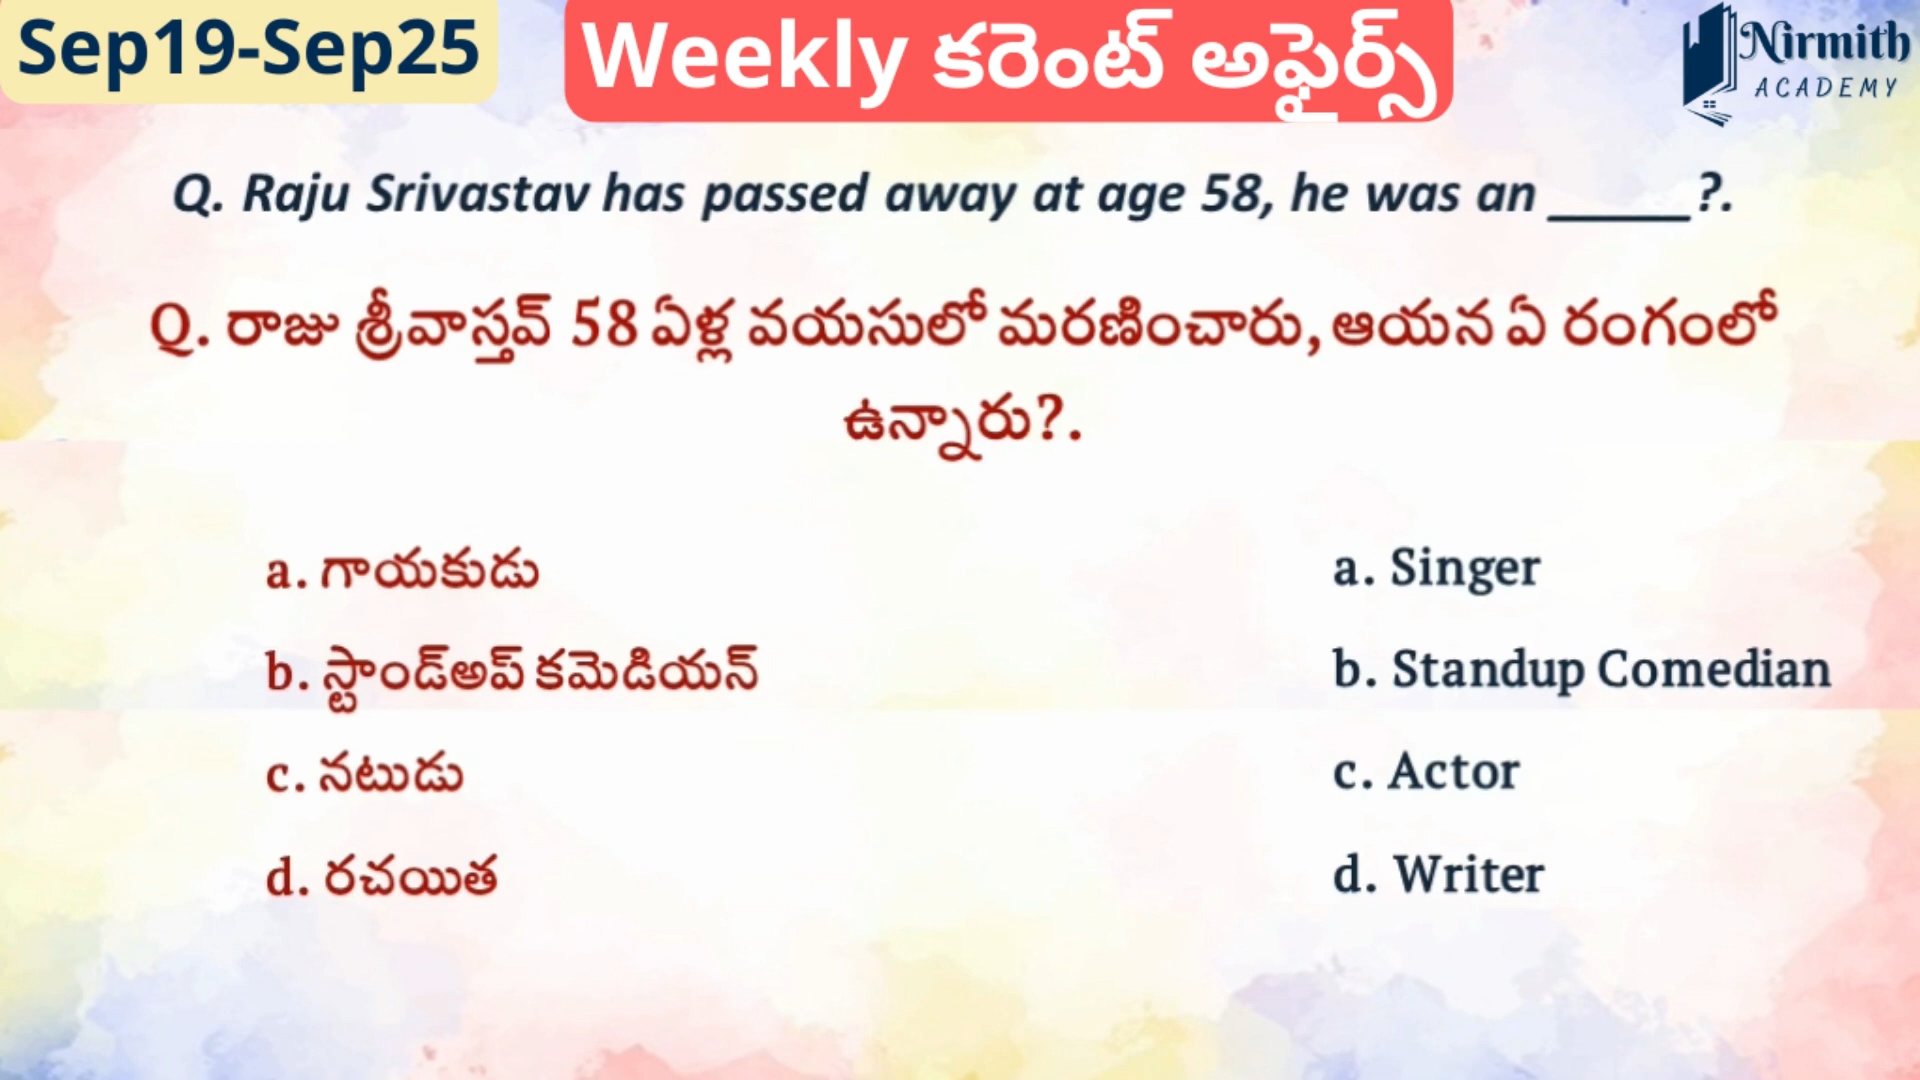 Sep19-Sep25
Weekly కరెంట్ అఫైర్స్
Nirmith
ACADEMY
Q. Raju Srivastav has passed away at age 58, he was an _____?.
Q. రాజు శ్రీవాస్తవ్ 58 ఏళ్ల వయసులో మరణించారు, ఆయన ఏ రంగంలో
ఉన్నారు?.
a. గాయకుడు
b. స్టాండ్అప్ కమెడియన్
c. నటుడు
d. రచయిత
a. Singer
b. Standup Comedian
c. Actor
d. Writer